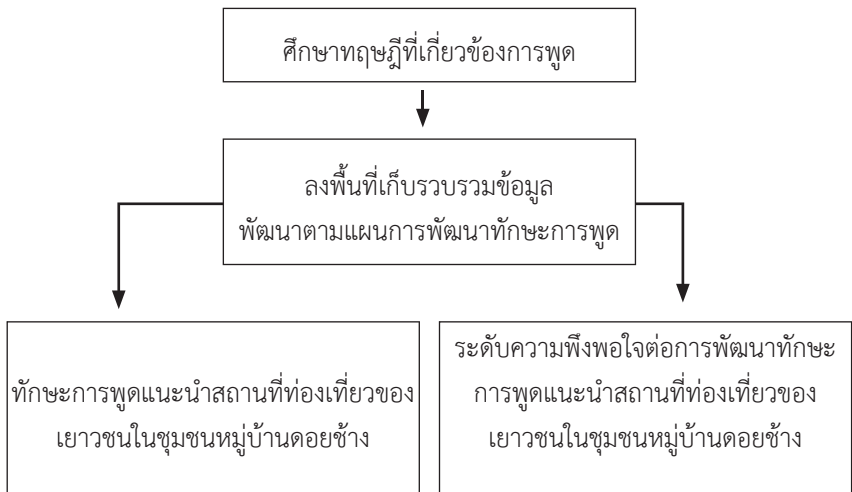 ศึกษาทฤษฎีที่เกี่ยวข้องการพูด
ลงพื้นที่เก็บรวบรวมข้อมูล
พัฒนาตามแผนการพัฒนาทักษะการพูด
ทักษะการพูดแนะนำสถานที่ท่องเที่ยวของ
เยาวชนในชุมชนหมู่บ้านดอยช้าง
ระดับความพึงพอใจต่อการพัฒนาทักษะ
การพูดแนะนำสถานที่ท่องเที่ยวของ
เยาวชนในชุมชนหมู่บ้านดอยช้าง